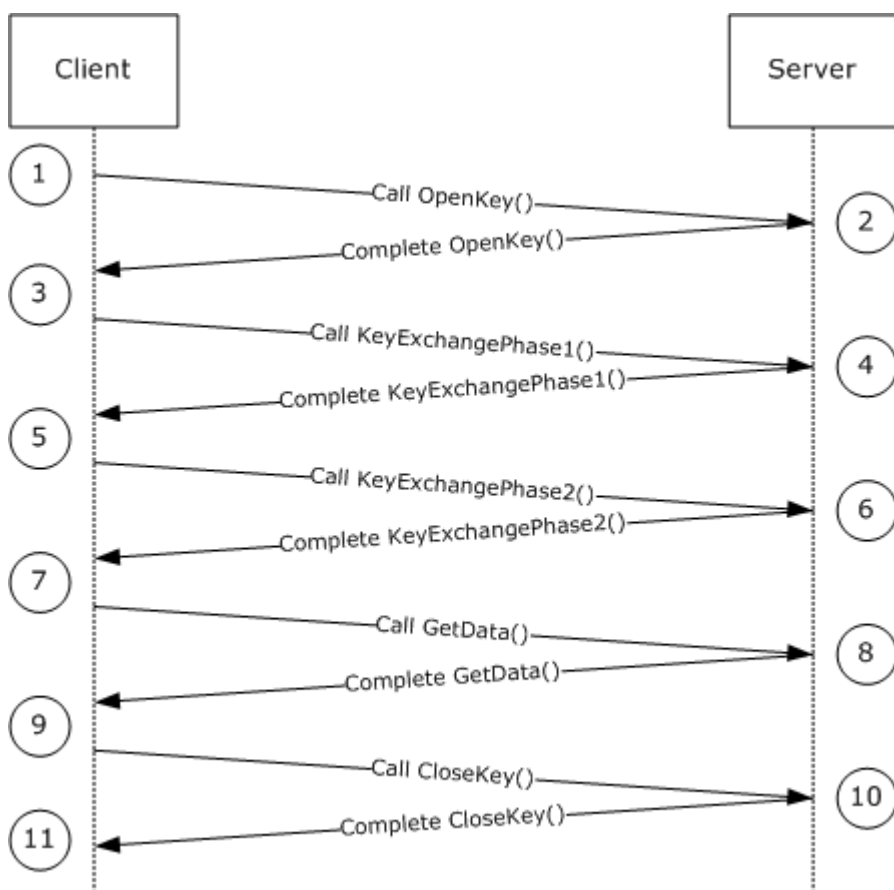 Client
Server
1
Call OpenKey()
2
Complete OpenKey()
3
Call KeyExchangePhase1()
4
Complete KeyExchangePhase1()
5
Call KeyExchangePhase2()
6
Complete KeyExchangePhase2()
7
Call GetData()
8
Complete GetData()
9
Call CloseKey()
10
Complete CloseKey()
11